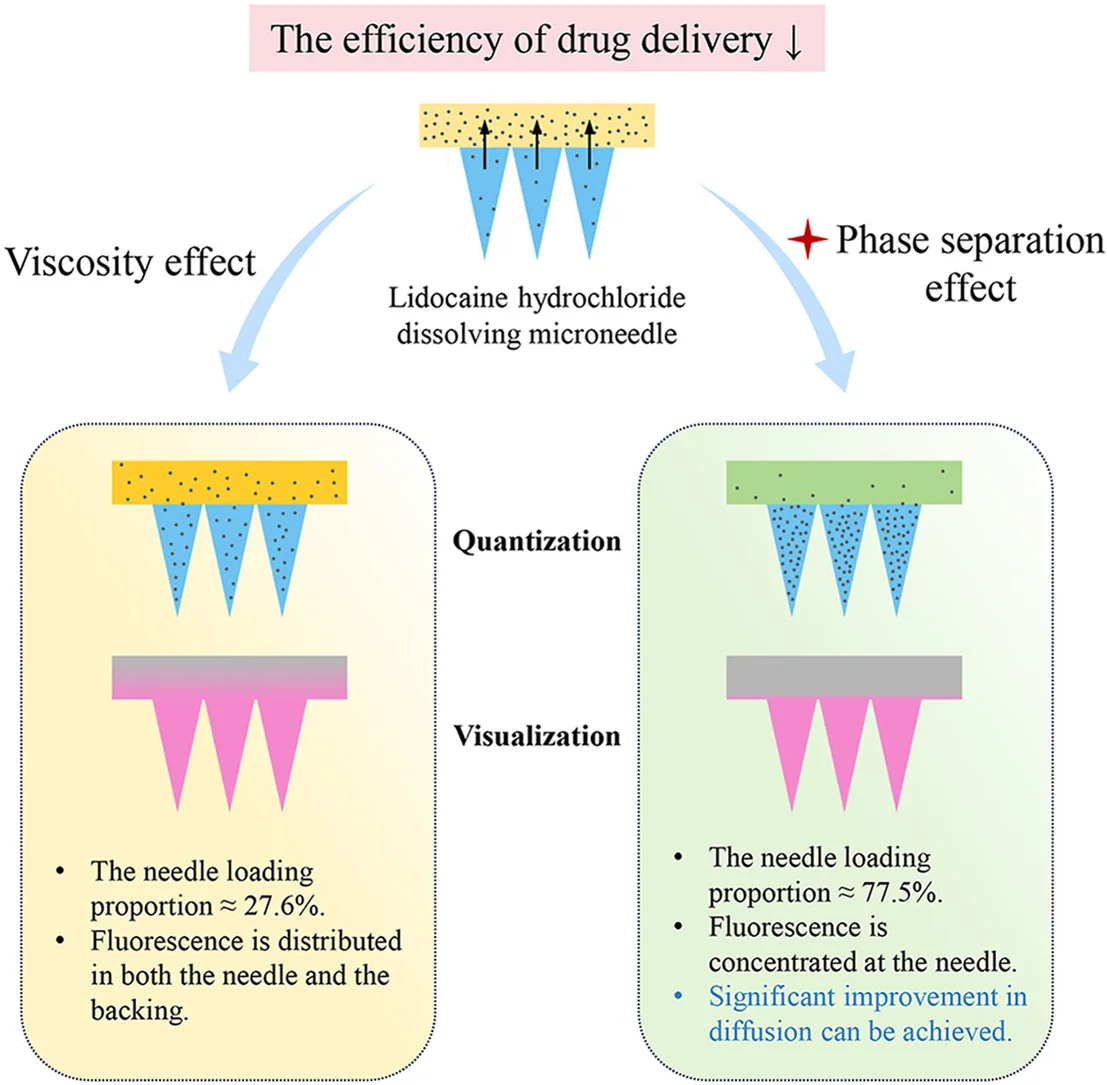 The efficiency of drug delivery ↓
Viscosity effect
Phase separation
effect
Lidocaine hydrochloride
dissolving microneedle
Quantization
Visualization
• The needle loading
proportion ≈ 27.6%.
• Fluorescence is distributed
in both the needle and the
backing.
• The needle loading
proportion ≈ 77.5%.
• Fluorescence is
concentrated at the needle.
• Significant improvement in
diffusion can be achieved.